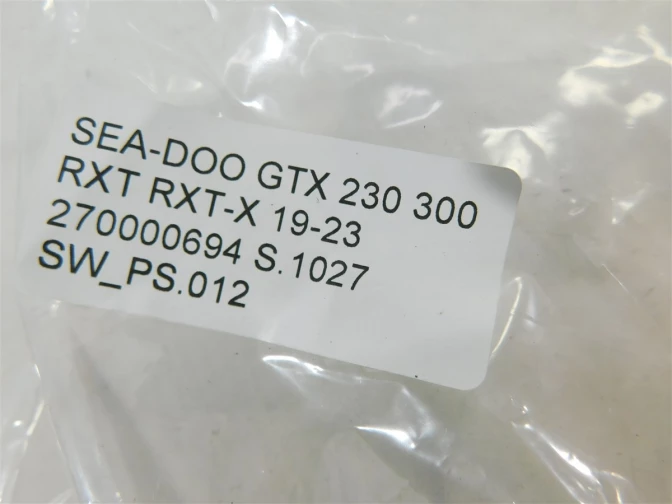 SEA-DOO GTX 230 300
RXT RXT-X 19-23
270000694 S.1027
SW_PS.012